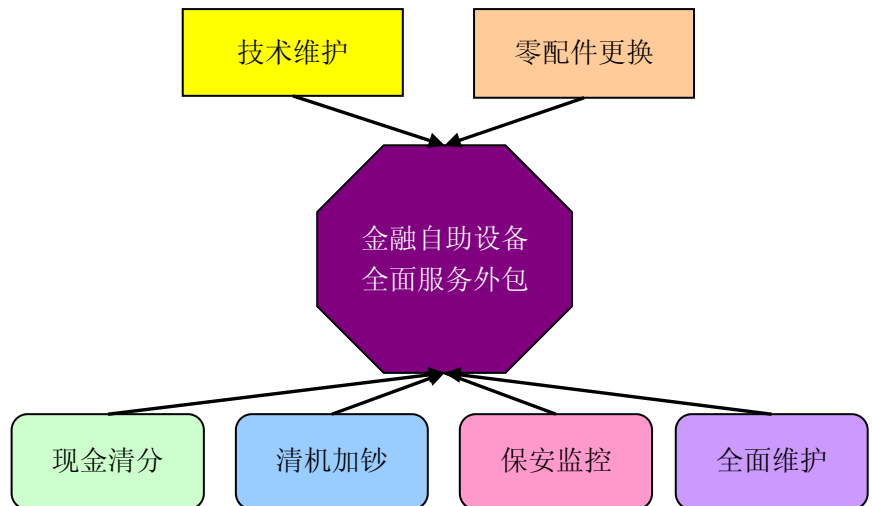 技术维护
零配件更换
金融自助设备
全面服务外包
现金清分
清机加钞
保安监控
全面维护